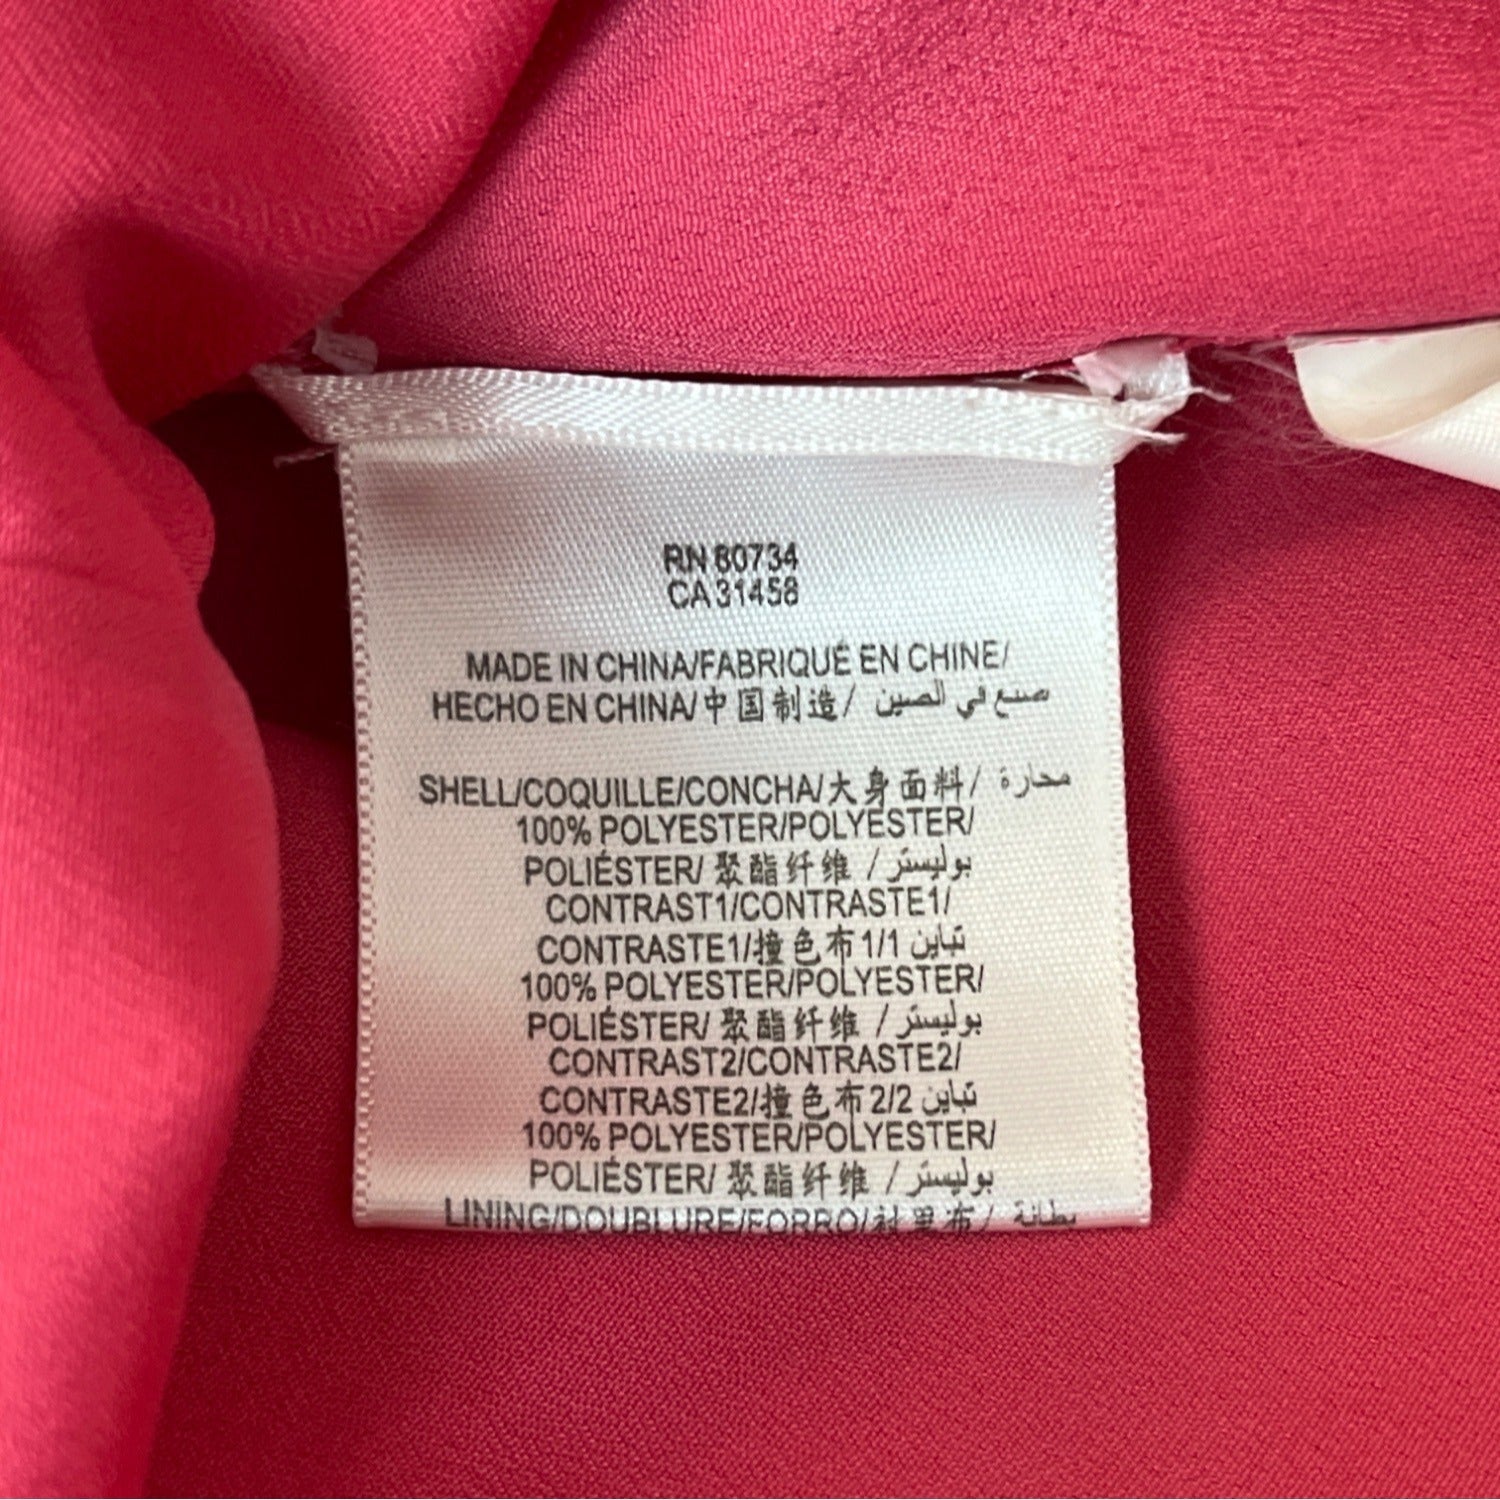 RN 80734
CA 31458
MADE IN CHINA/FABRIQUÉ EN CHINE/
HECHO EN CHINA/中国制造/ صنع في الصين
SHELL/COQUILLE/CONCHA/大身面料/ محارة
100% POLYESTER/POLYESTER/
POLIÉSTER/ 聚酯纤维 / بوليستر
CONTRAST1/CONTRASTE1/
CONTRASTE1/撞色布1/1 تباين
100% POLYESTER/POLYESTER/
POLIÉSTER/ 聚酯纤维 / بوليستر
CONTRAST2/CONTRASTE2/
CONTRASTE2/撞色布2/2 تباين
100% POLYESTER/POLYESTER/
POLIÉSTER/ 聚酯纤维 / بوليستر
LINING/DOUBLURE/FORRO/衬里布/ بطانة